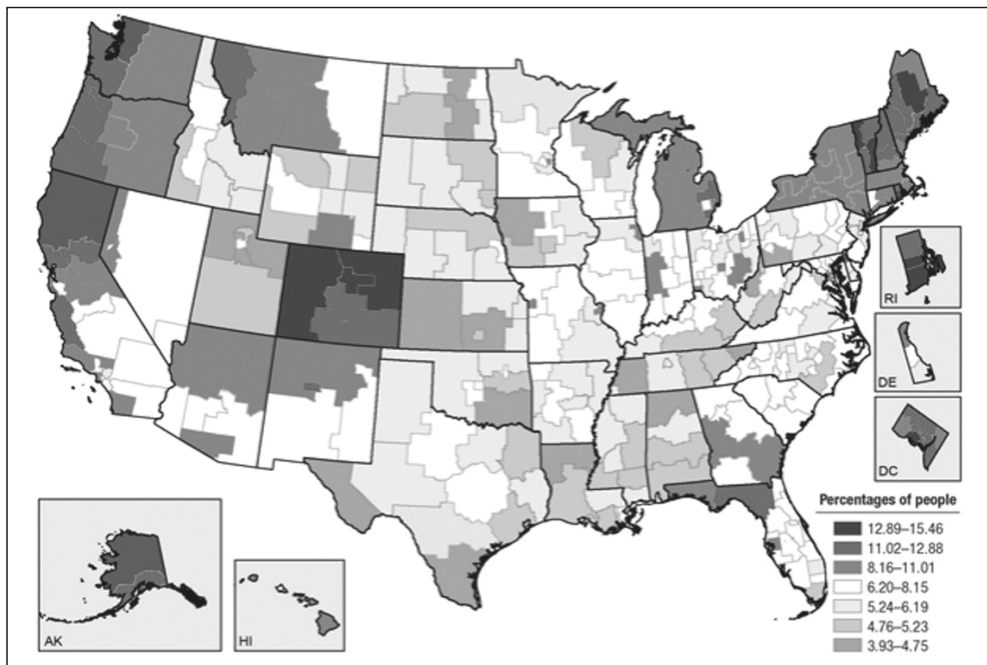 RI
DE
DC
Percentages of people
12.89–15.46
11.02–12.88
8.16–11.01
6.20–8.15
5.24–6.19
4.76–5.23
3.93–4.75
AK
HI